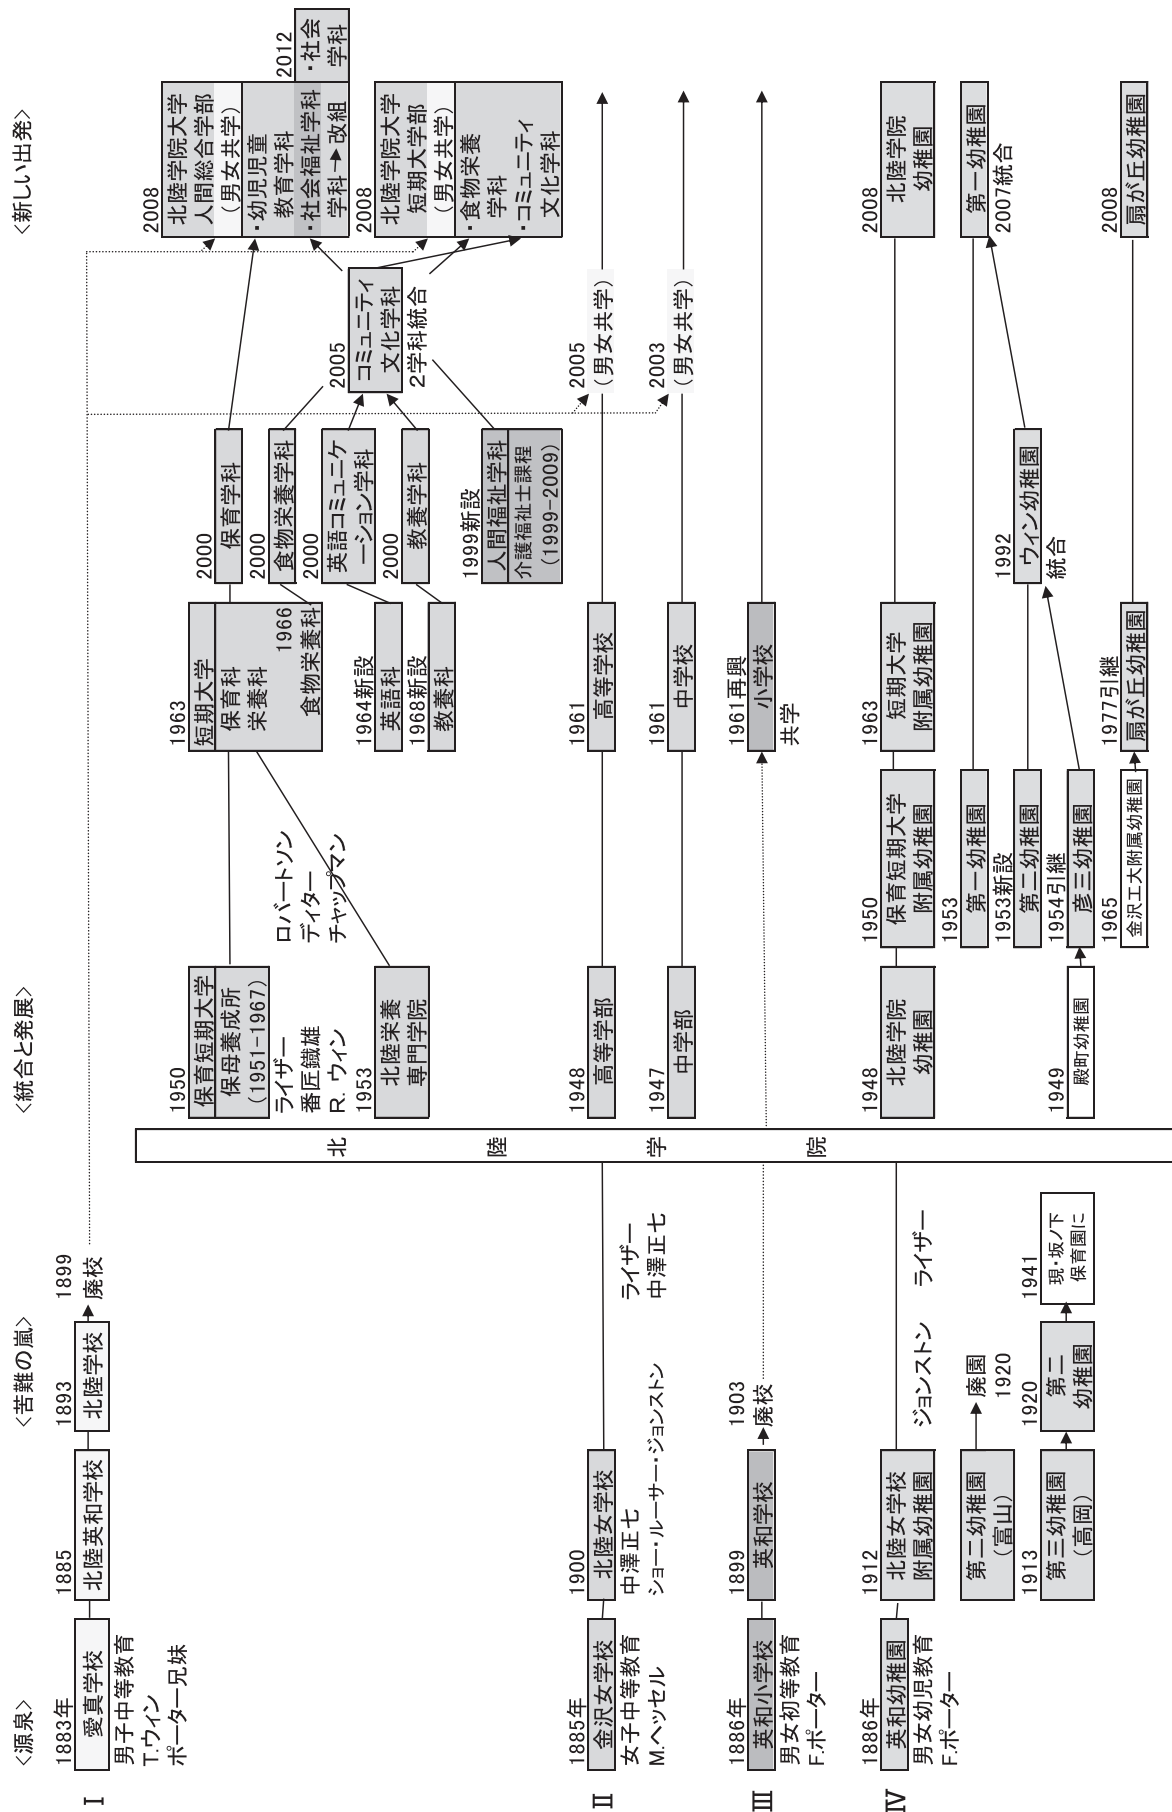 <源泉>
<苦難の嵐>
<統合と発展>
<新しい出発>
Ⅰ
1883年
愛真学校
男子中等教育
T.ウィン
ポーター兄妹
1885
北陸英和学校
1893
北陸学校
1899
廃校
1950
保育短期大学
保母養成所
(1951-1967)
ライザー
番匠鐵雄
R. ウィン
1953
北陸栄養
専門学院
ロバートソン
ディター
チャップマン
1963
短期大学
保育科
栄養科
1966
食物栄養科
1964新設
英語科
1968新設
教養科
2000
保育学科
2000
食物栄養学科
2000
英語コミュニケ
ーション学科
2000
教養学科
1999新設
人間福祉学科
介護福祉士課程
(1999-2009)
2005
コミュニティ
文化学科
2学科統合
2008
北陸学院大学
人間総合学部
(男女共学)
・幼児児童
教育学科
・社会福祉学科
学科→改組
2012
・社会
学科
2008
北陸学院大学
短期大学部
(男女共学)
・食物栄養
学科
・コミュニティ
文化学科
Ⅱ
1885年
金沢女学校
女子中等教育
M.ヘッセル
1900
北陸女学校
中澤正七
ショー・ルーサー・ジョンストン
ライザー
中澤正七
北陸学院
1948
高等学部
1961
高等学校
2005
(男女共学)
1947
中学部
1961
中学校
2003
(男女共学)
Ⅲ
1886年
英和小学校
男女初等教育
F.ポーター
1899
英和学校
1903
廃校
1961再興
小学校
共学
Ⅳ
1886年
英和幼稚園
男女幼児教育
F.ポーター
1912
北陸女学校
附属幼稚園
ジョンストン
ライザー
1948
北陸学院
幼稚園
1950
保育短期大学
附属幼稚園
1963
短期大学
附属幼稚園
2008
北陸学院
幼稚園
第二幼稚園
(富山)
廃園
1920
1953
第一幼稚園
第一幼稚園
2007統合
1913
第三幼稚園
(高岡)
1920
第二
幼稚園
1941
現・坂ノ下
保育園に
1953新設
第二幼稚園
1992
ウィン幼稚園
統合
1949
殿町幼稚園
1954引継
彦三幼稚園
1965
金沢工大附属幼稚園
1977引継
扇が丘幼稚園
2008
扇が丘幼稚園